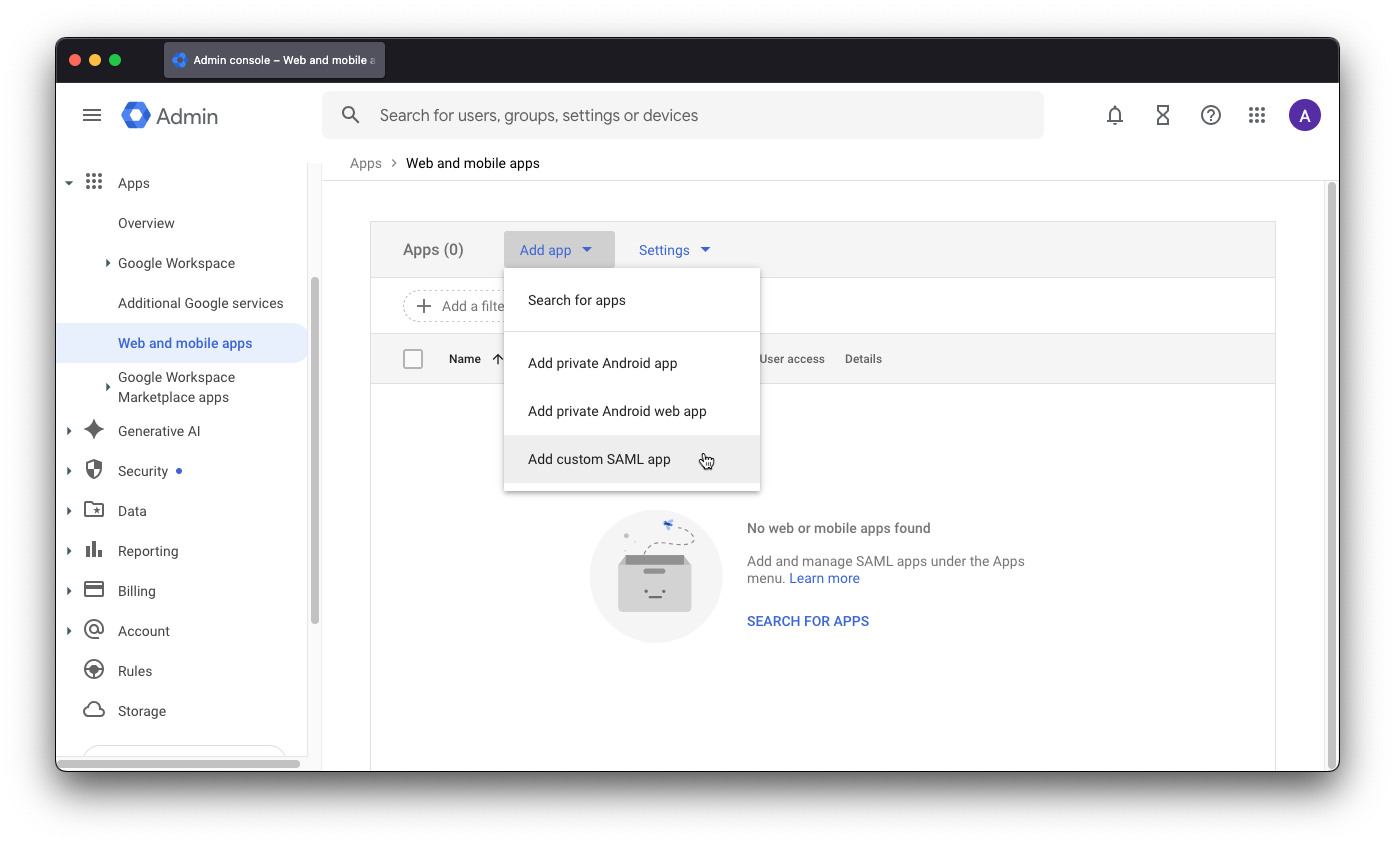 Admin console – Web and mobile a
Admin
Search for users, groups, settings or devices
A
Apps
Overview
Google Workspace
Additional Google services
Web and mobile apps
Google Workspace
Marketplace apps
Generative AI
Security
Data
Reporting
Billing
Account
Rules
Storage
Apps > Web and mobile apps
Apps (0)
Add app
Settings
Add a filte
Search for apps
Add private Android app
Add private Android web app
Add custom SAML app
Name
User access
Details
No web or mobile apps found
Add and manage SAML apps under the Apps
menu. Learn more
SEARCH FOR APPS